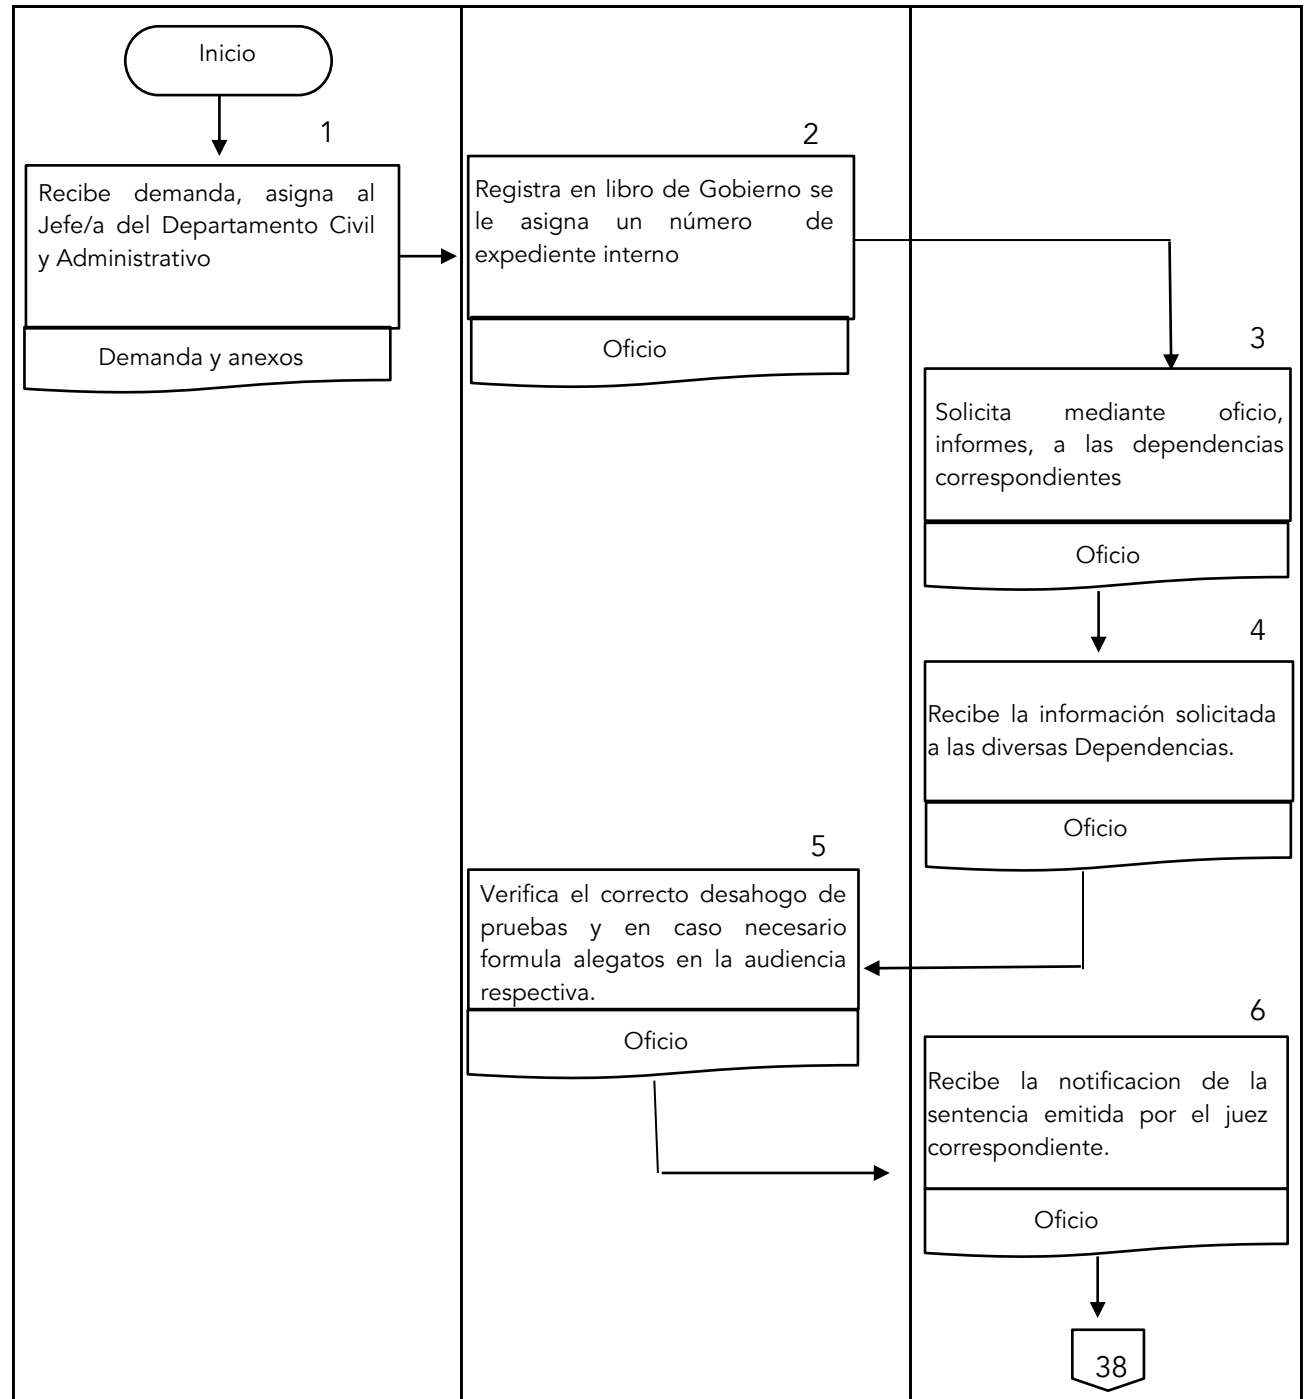 Inicio
1
Recibe demanda, asigna al
Jefe/a del Departamento Civil
y Administrativo
Demanda y anexos
2
Registra en libro de Gobierno se
le asigna un número de
expediente interno
Oficio
3
Solicita mediante oficio,
informes, a las dependencias
correspondientes
Oficio
4
Recibe la información solicitada
a las diversas Dependencias.
Oficio
5
Verifica el correcto desahogo de
pruebas y en caso necesario
formula alegatos en la audiencia
respectiva.
Oficio
6
Recibe la notificacion de la
sentencia emitida por el juez
correspondiente.
Oficio
38